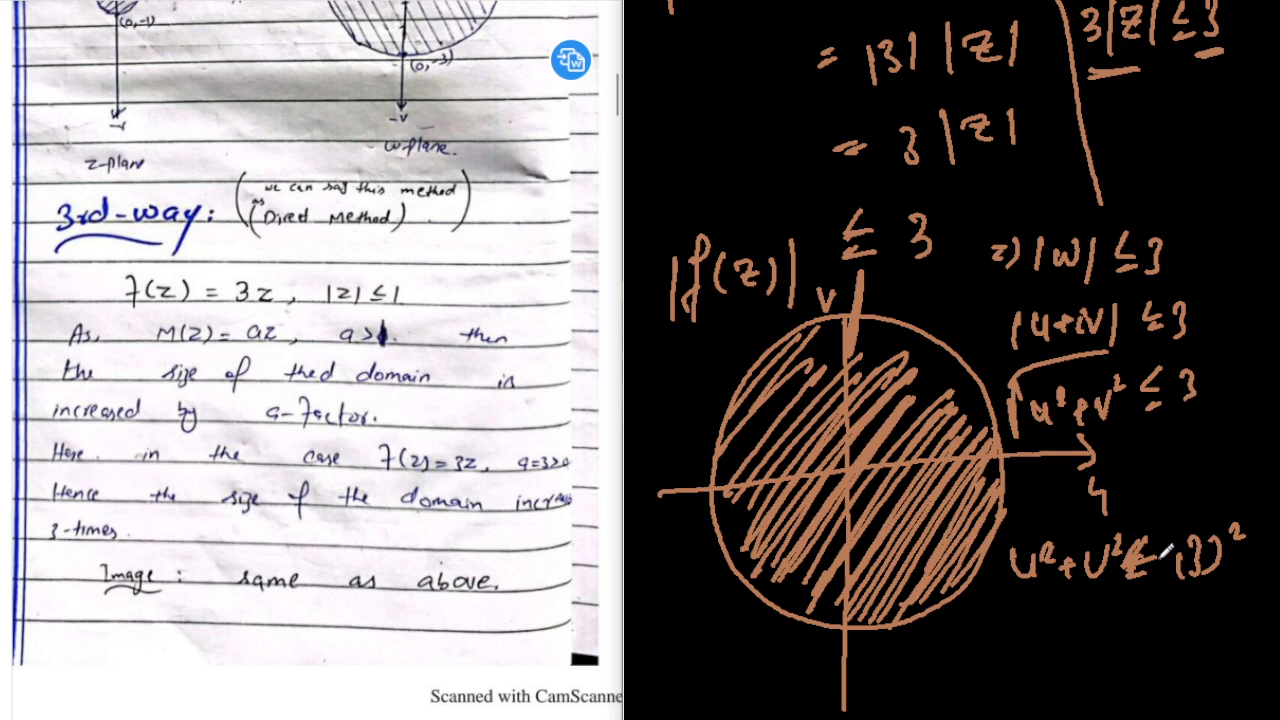 (0,-1)
(0,-3)
-v
z-plane
w-plane.
3rd-way: (we can say this method
as (Direct Method).)
f(z) = 3z, |z| ≤ 1
As, M(z) = az, a>1. then
the size of thed domain is
increased by a-factor.
Here. in the case f(z) = 3z, a=3>0
Hence the size of the domain increases
3-times.
Image: same as above.
Scanned with CamScanne
= |3| |z|
= 3 |z|
≤ 3
|f(z)|
3|z| ≤ 3
=> |w| ≤ 3
|u+iv| ≤ 3
√u²+v² ≤ 3
v
u
u²+v² ≤ (3)²